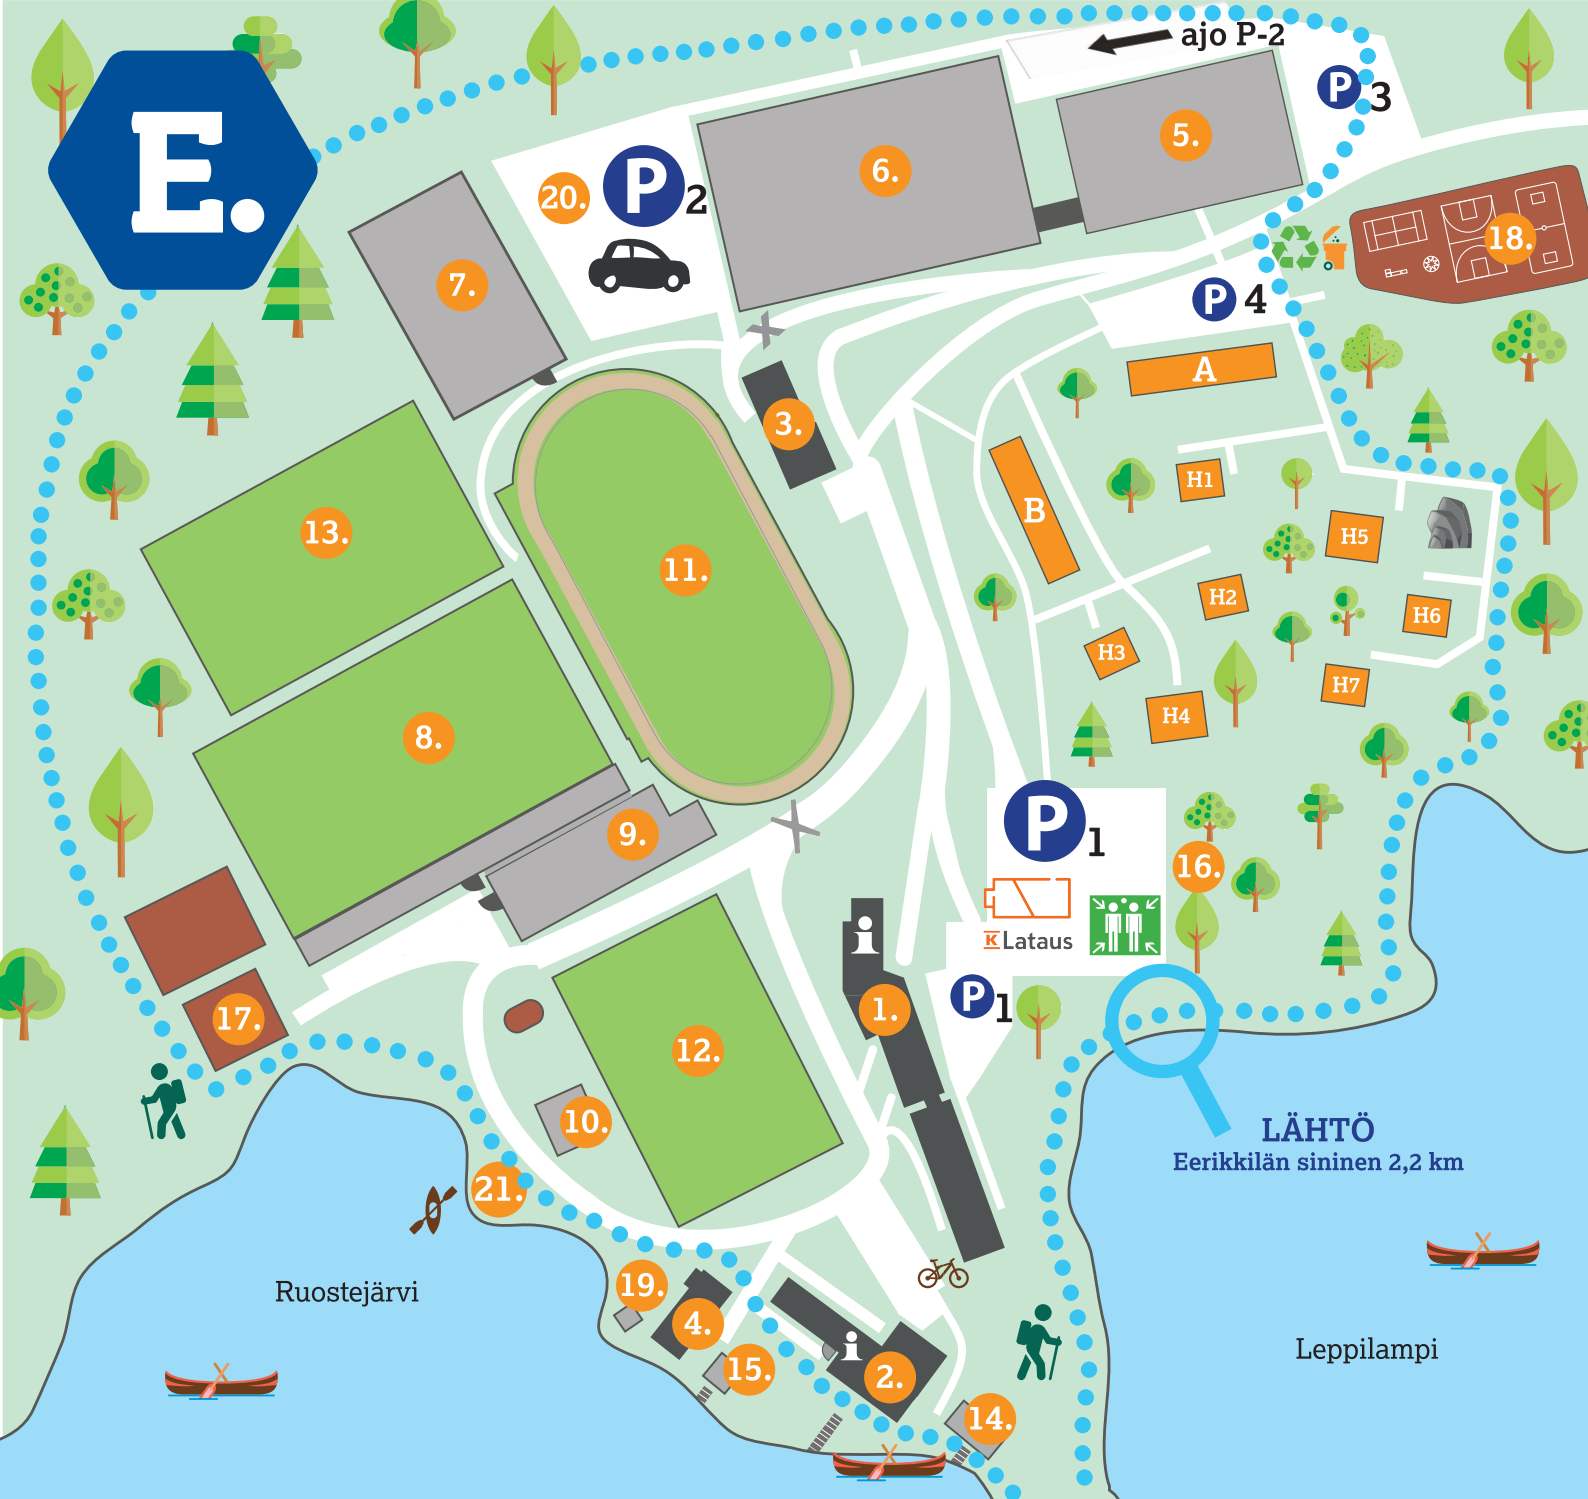 E.
ajo P-2
P 3
5.
6.
20.
P 2
18.
7.
P 4
A
3.
H1
B
13.
H5
11.
H2
H6
H3
H7
H4
8.
P 1
9.
16.
K Lataus
i
P 1
1.
17.
12.
10.
LÄHTÖ
Eerikkilän sininen 2,2 km
21.
Ruostejärvi
19.
4.
i
Leppilampi
15.
2.
14.